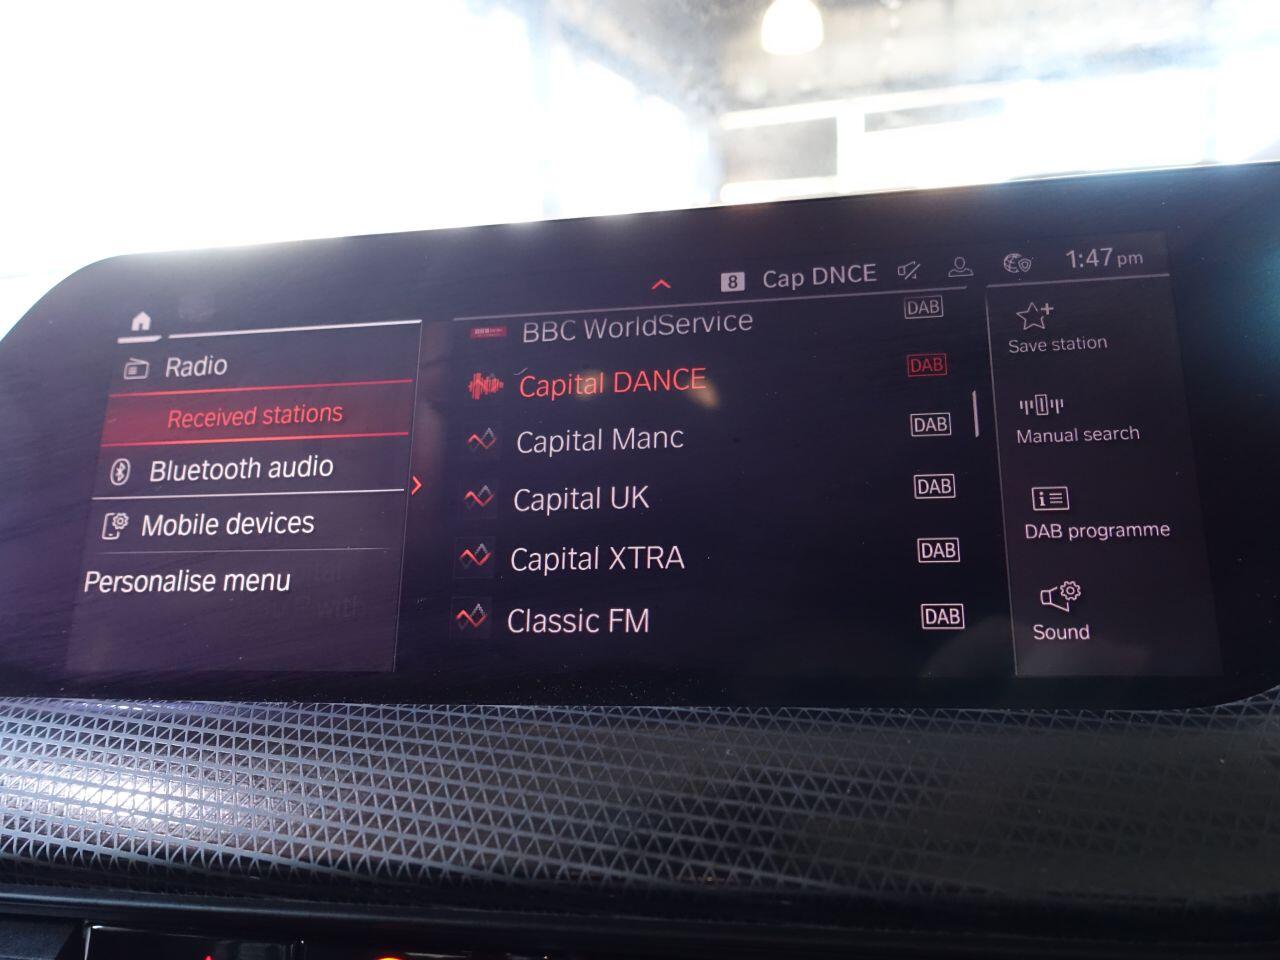 8 Cap DNCE 1:47 pm
Radio
Received stations
Bluetooth audio
Mobile devices
Personalise menu
BBC WorldService DAB
Capital DANCE DAB
Capital Manc DAB
Capital UK DAB
Capital XTRA DAB
Classic FM DAB
Save station
Manual search
DAB programme
Sound